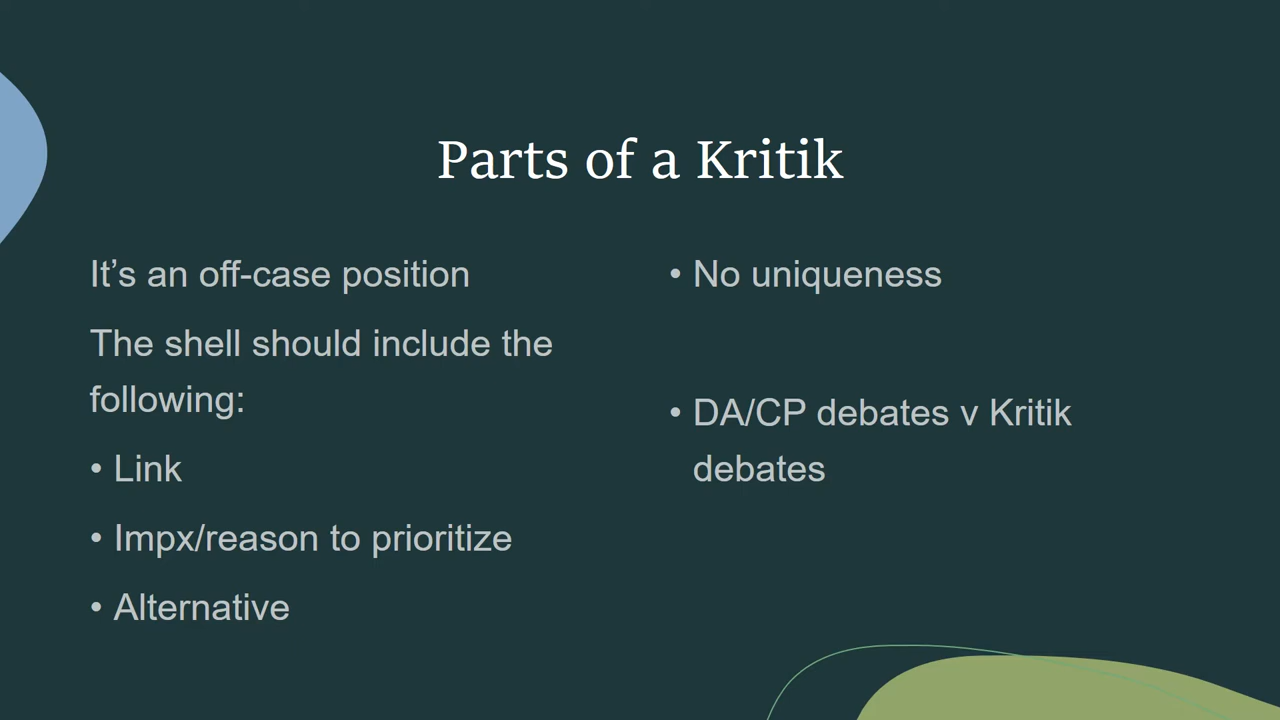 Parts of a Kritik
It’s an off-case position
The shell should include the
following:
• Link
• Impx/reason to prioritize
• Alternative
• No uniqueness
• DA/CP debates v Kritik
debates